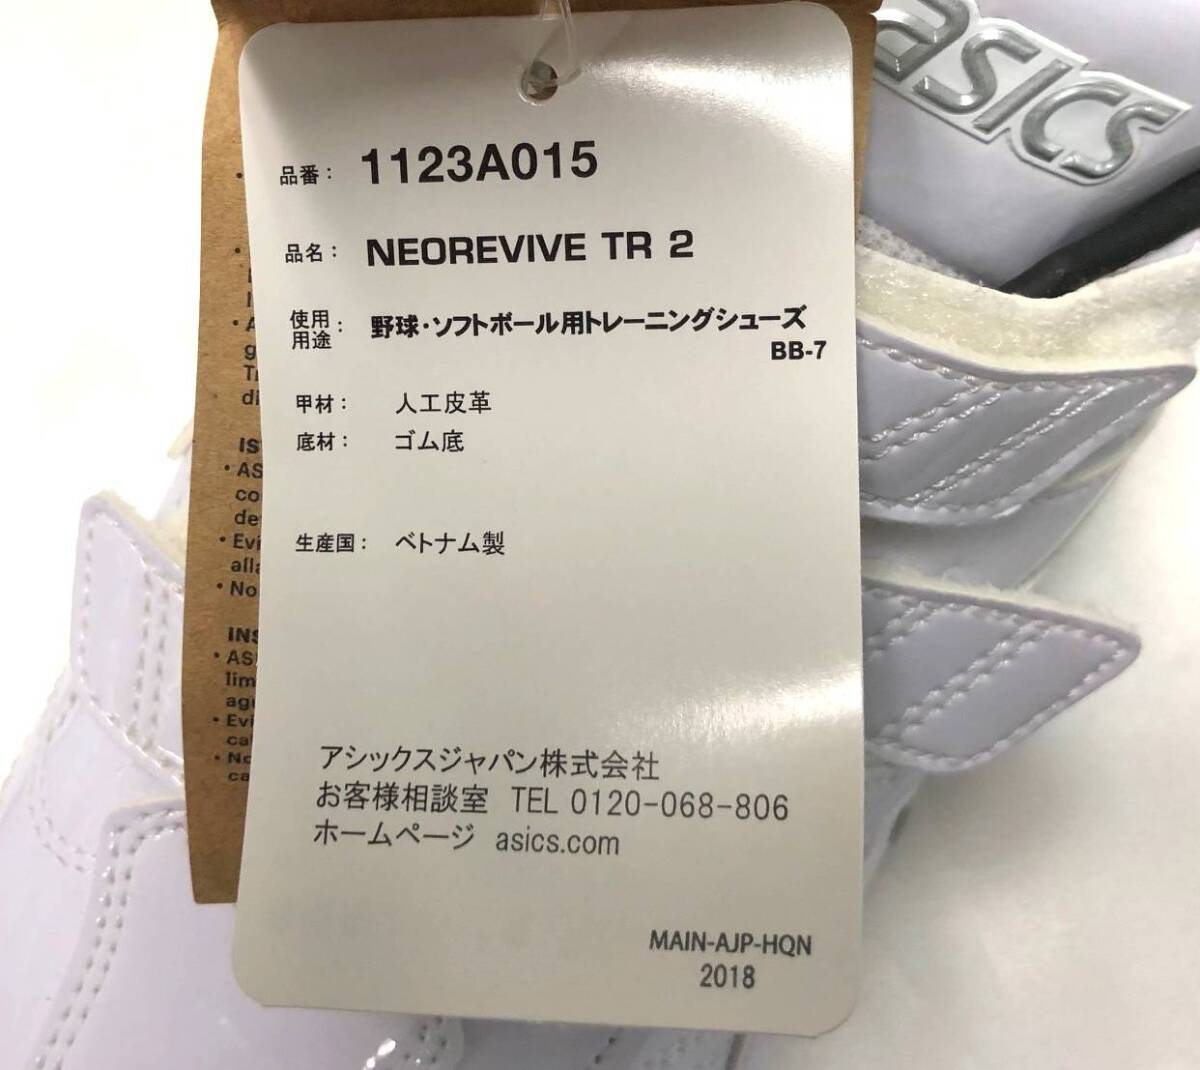 asics
品番： 1123A015
品名： NEOREVIVE TR 2
使用用途： 野球・ソフトボール用トレーニングシューズ
BB-7
甲材： 人工皮革
底材： ゴム底
生産国： ベトナム製
アシックスジャパン株式会社
お客様相談室 TEL 0120-068-806
ホームページ asics.com
MAIN-AJP-HQN
2018